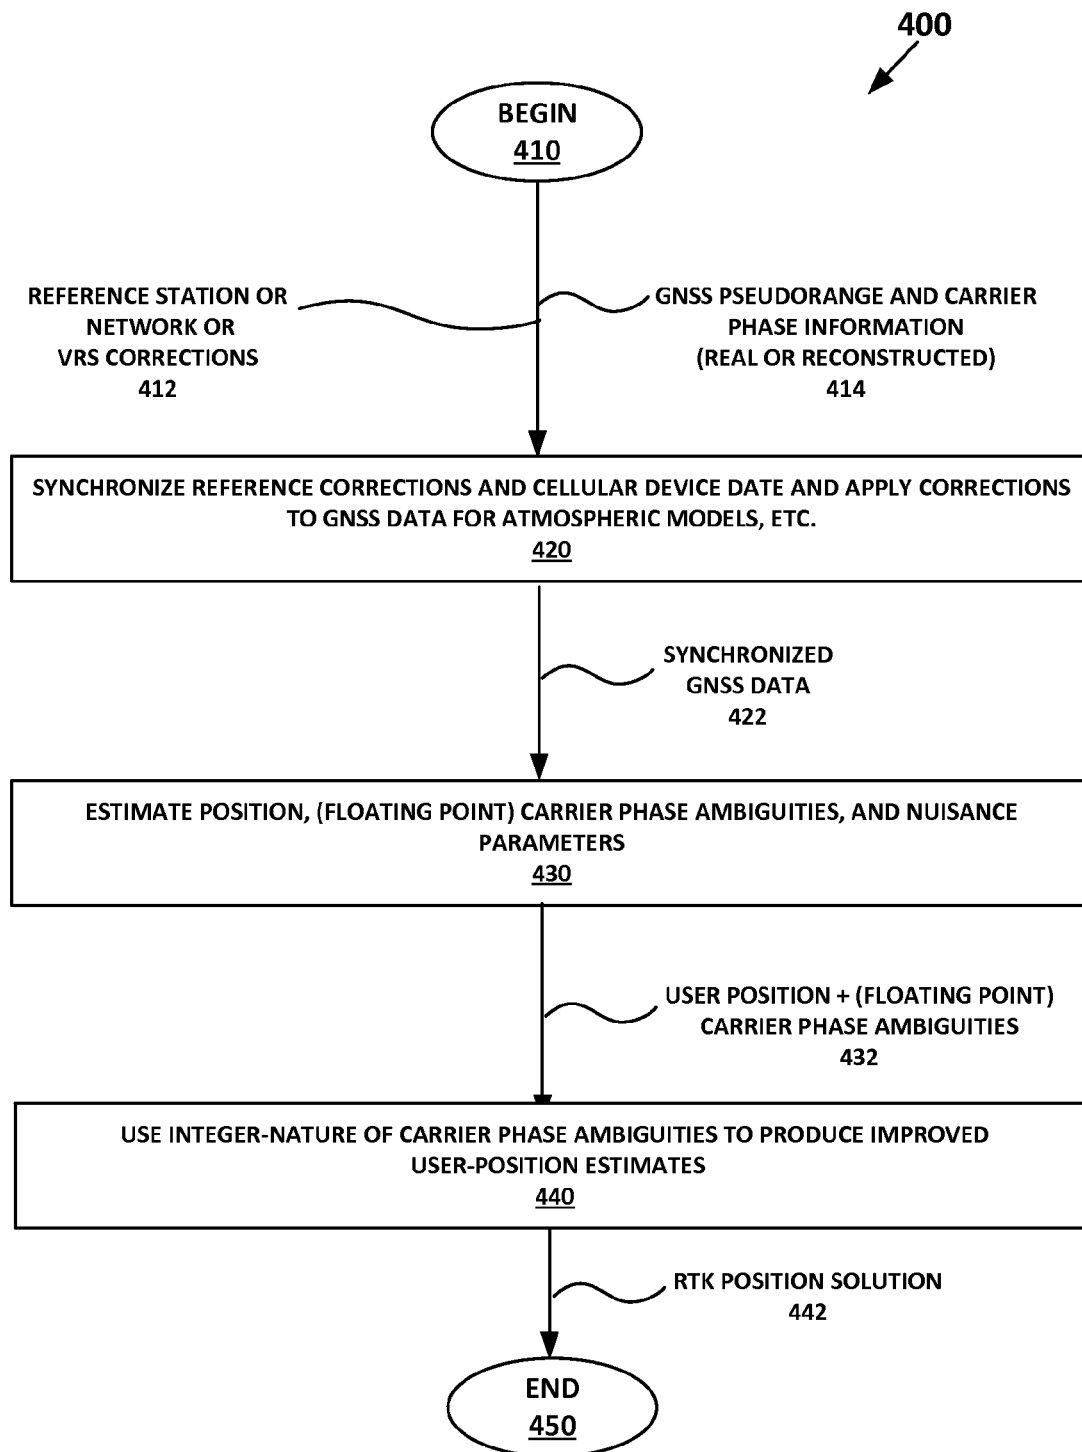 400
BEGIN
410
REFERENCE STATION OR
NETWORK OR
VRS CORRECTIONS
412
GNSS PSEUDORANGE AND CARRIER
PHASE INFORMATION
(REAL OR RECONSTRUCTED)
414
SYNCHRONIZE REFERENCE CORRECTIONS AND CELLULAR DEVICE DATE AND APPLY CORRECTIONS
TO GNSS DATA FOR ATMOSPHERIC MODELS, ETC.
420
SYNCHRONIZED
GNSS DATA
422
ESTIMATE POSITION, (FLOATING POINT) CARRIER PHASE AMBIGUITIES, AND NUISANCE
PARAMETERS
430
USER POSITION + (FLOATING POINT)
CARRIER PHASE AMBIGUITIES
432
USE INTEGER-NATURE OF CARRIER PHASE AMBIGUITIES TO PRODUCE IMPROVED
USER-POSITION ESTIMATES
440
RTK POSITION SOLUTION
442
END
450